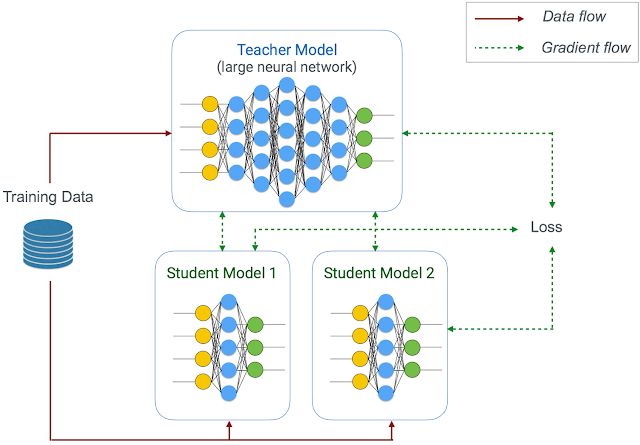 Data flow
Gradient flow
Teacher Model
(large neural network)
Training Data
Loss
Student Model 1
Student Model 2